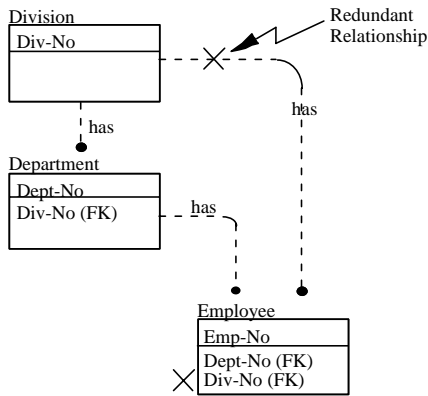 Division
Div-No
Redundant
Relationship
has
has
Department
Dept-No
Div-No (FK)
has
Employee
Emp-No
Dept-No (FK)
Div-No (FK)